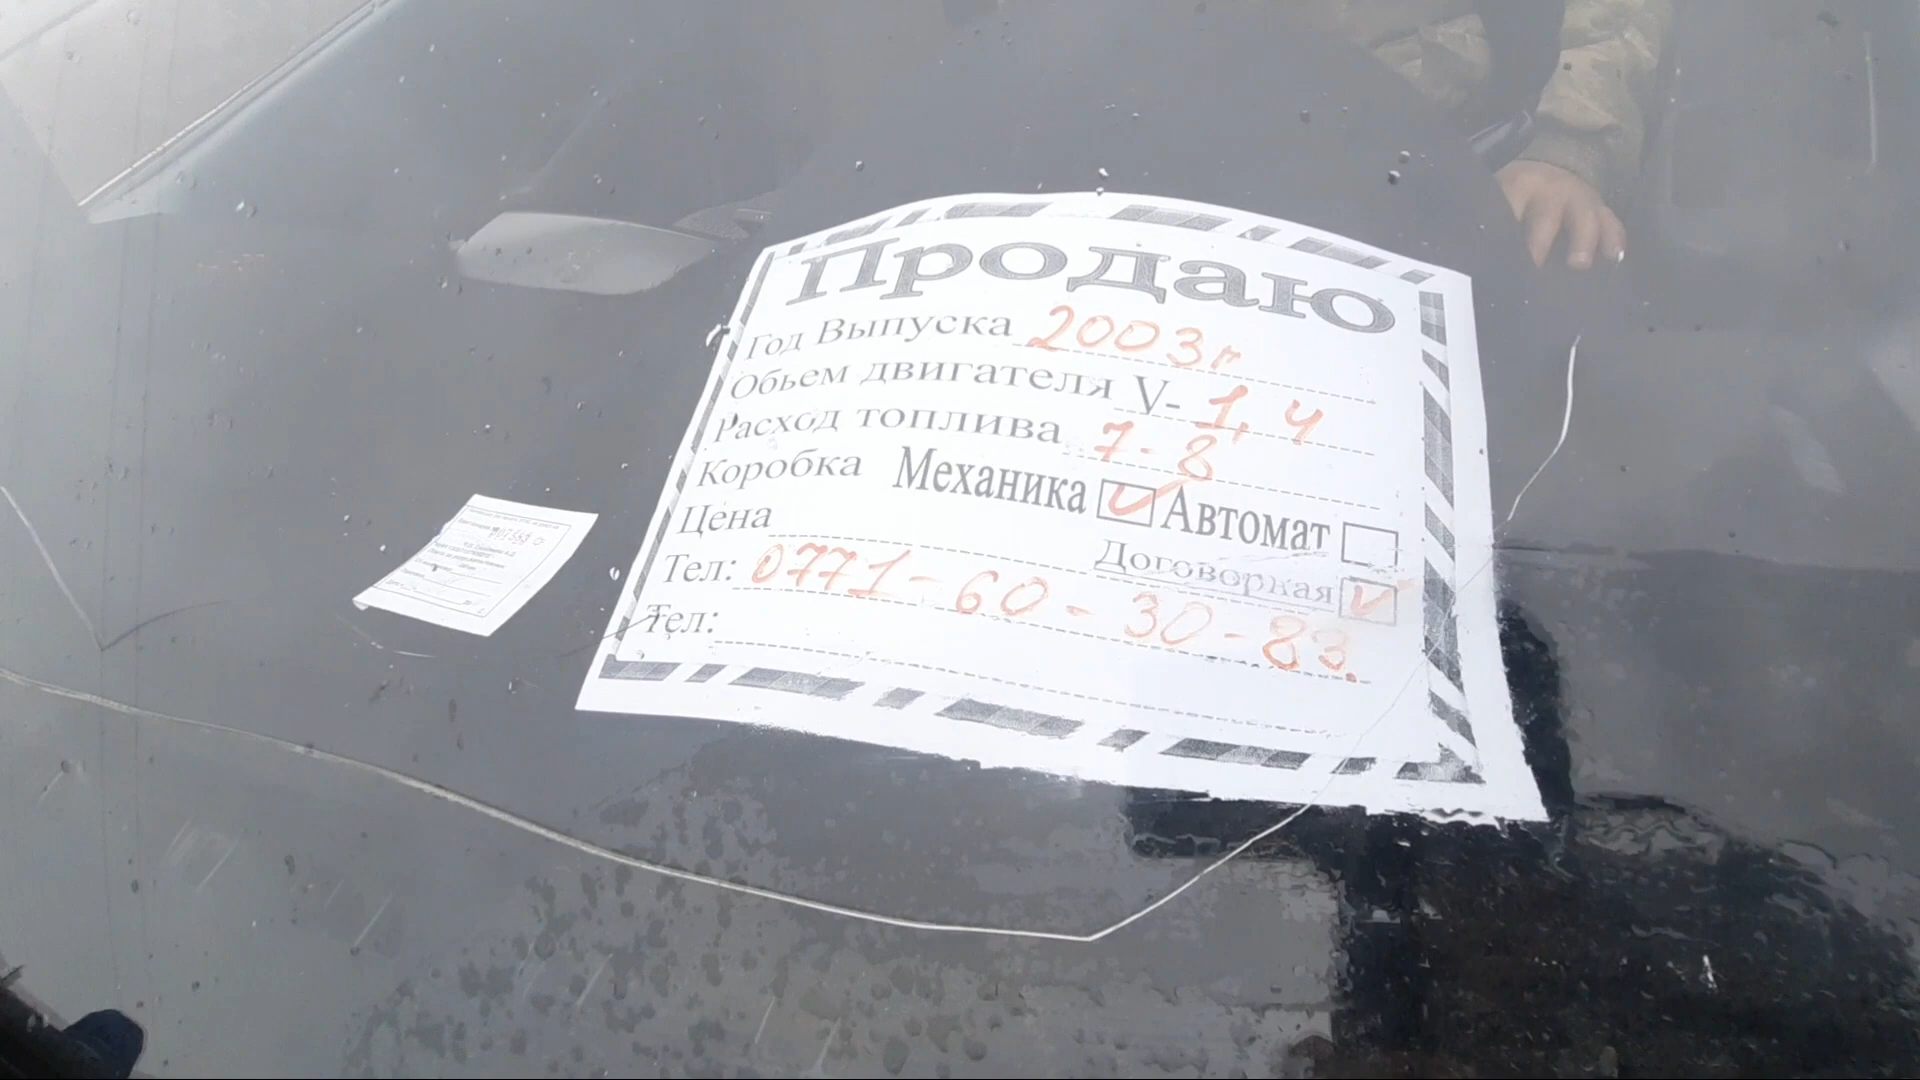 Продаю
Год Выпуска 2003г
Обьем двигателя V- 1,4
Расход топлива 7-8
Коробка Механика ✓ Автомат
Цена
Договорная ✓
Тел: 0771-60-30-83.
Тел: